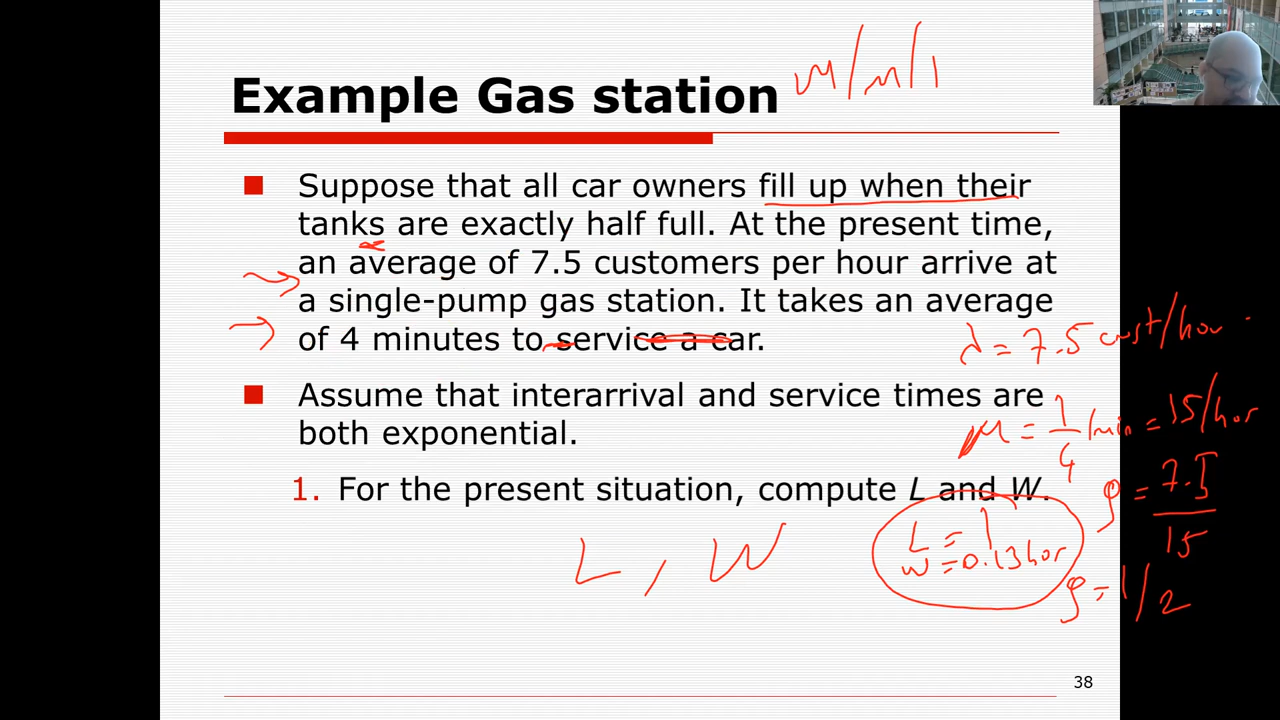 Example Gas station M/M/1
Suppose that all car owners fill up when their
tanks are exactly half full. At the present time,
an average of 7.5 customers per hour arrive at
a single-pump gas station. It takes an average
of 4 minutes to service a car.
λ = 7.5 cust/hor
Assume that interarrival and service times are
both exponential.
μ = 1/4 /min = 15/hor
1. For the present situation, compute L and W.
ρ = 7.5/15
L, W
L = 1
W = 0.13 hor
ρ = 1/2
38